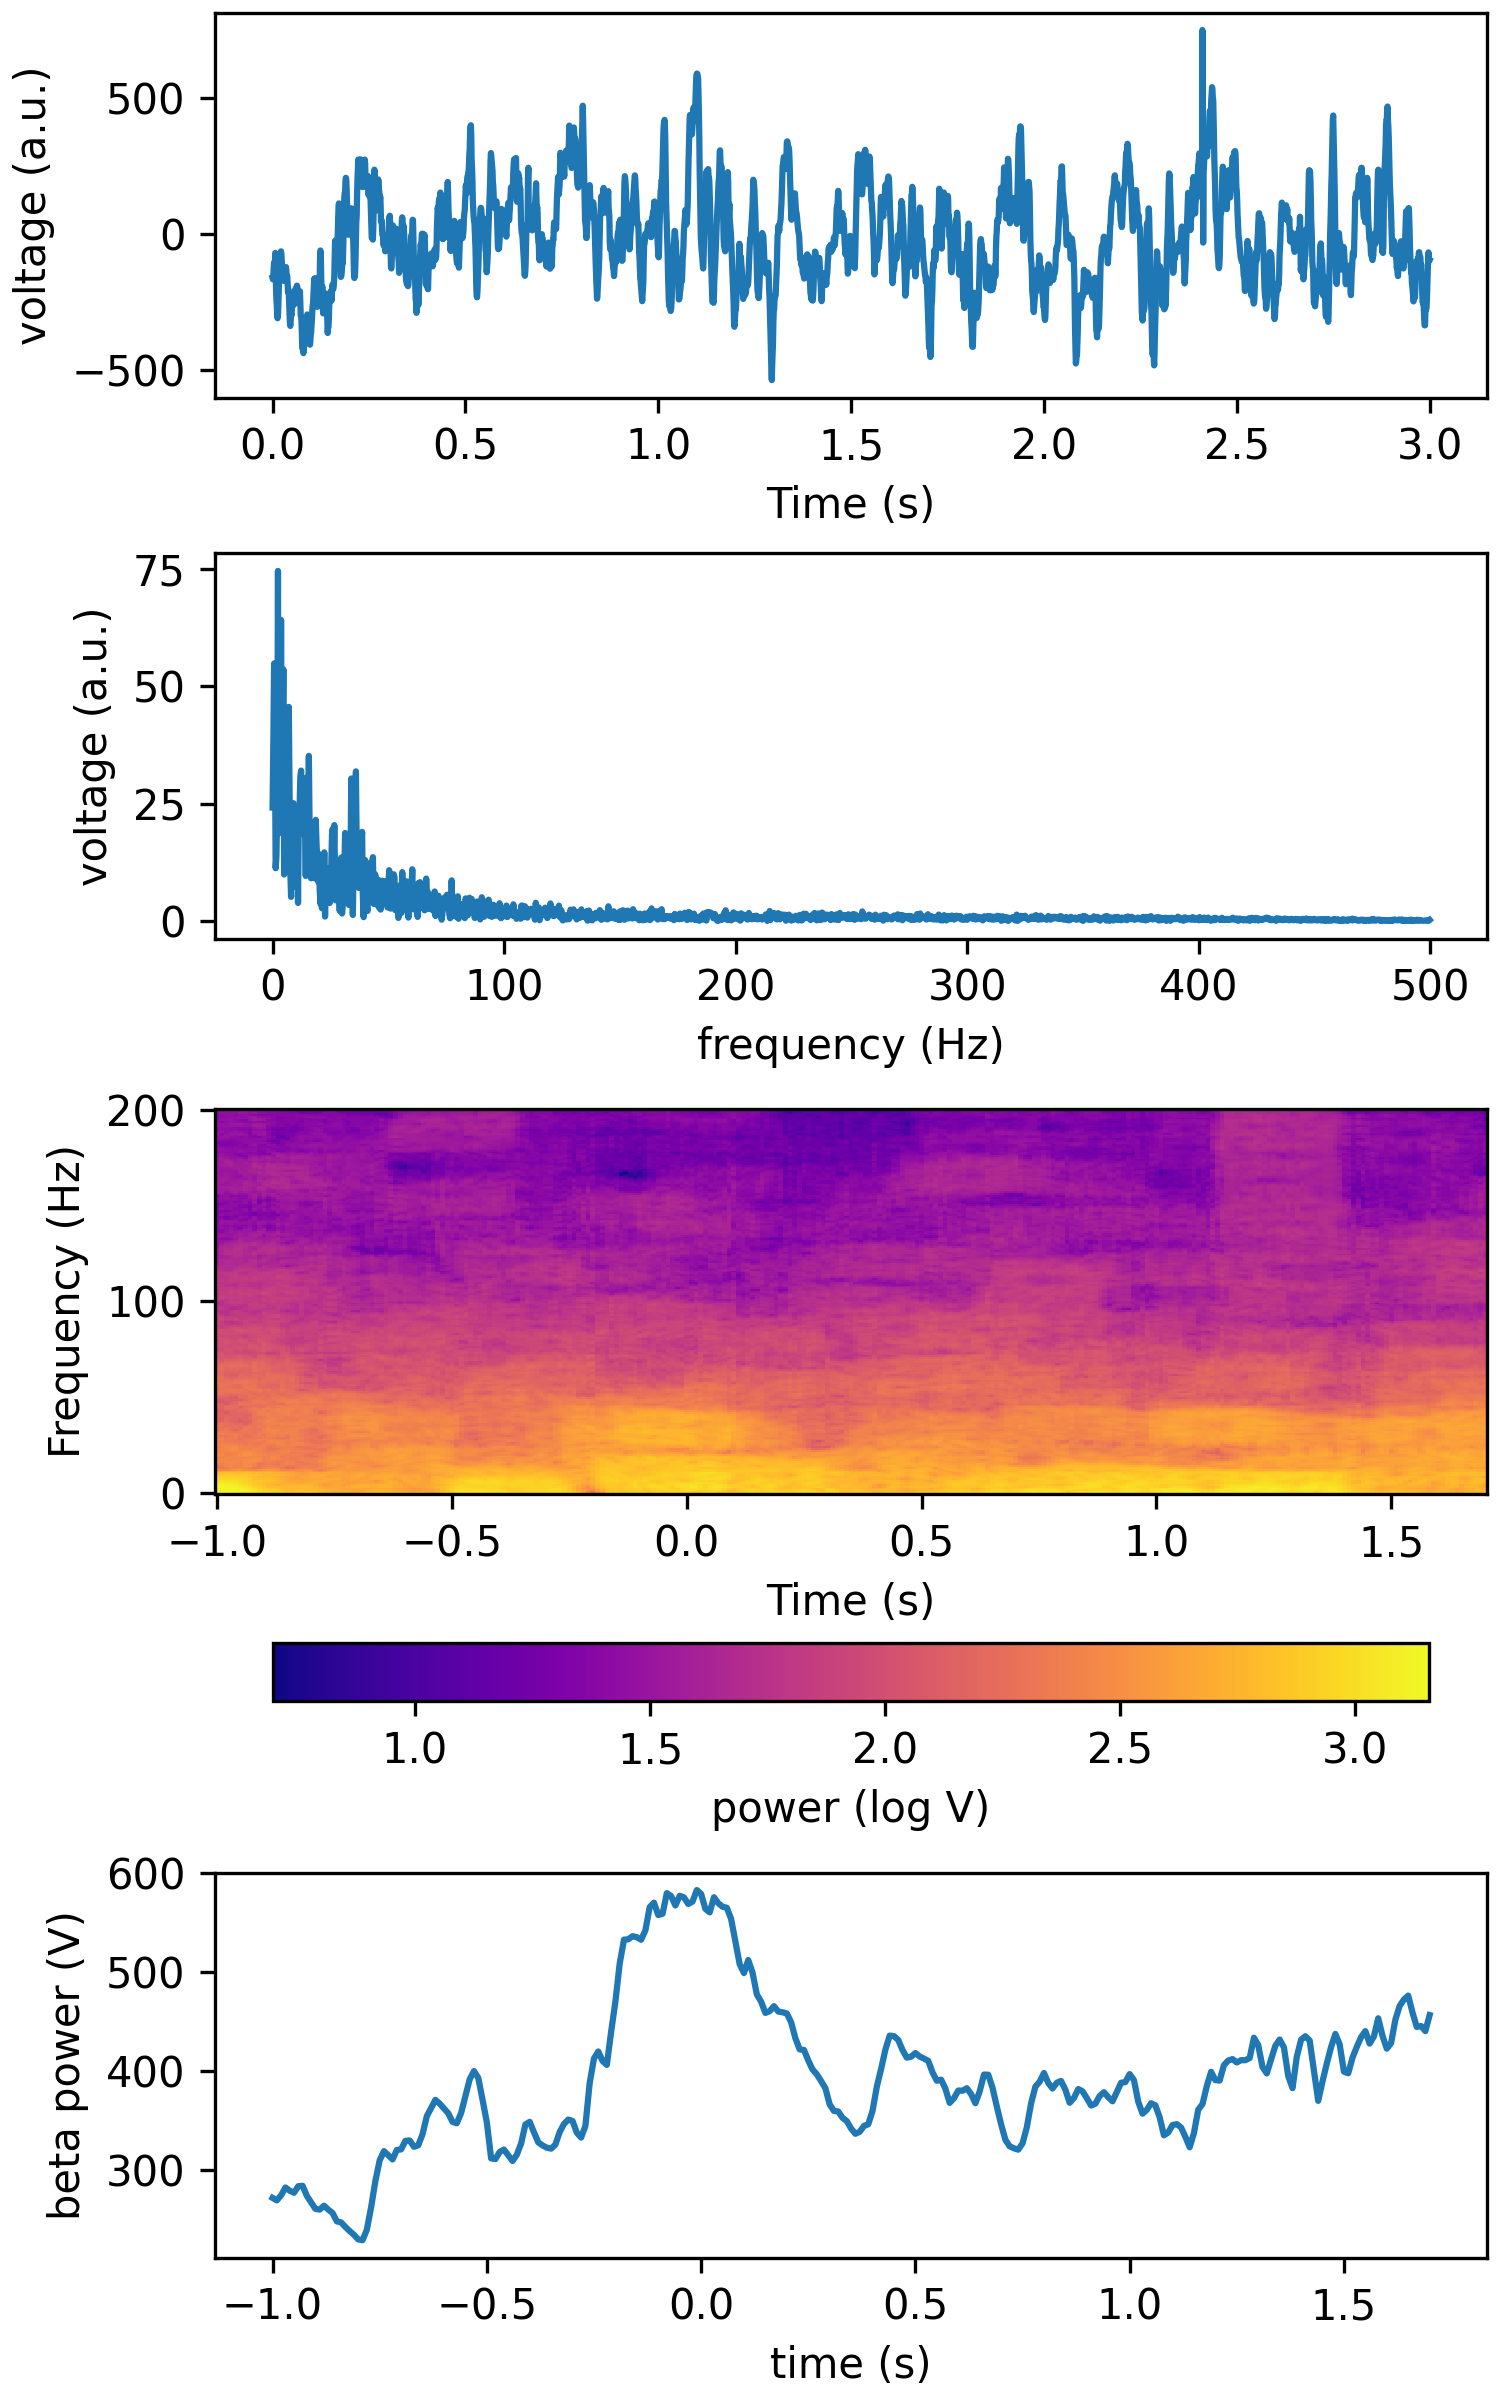 voltage (a.u.)
500
0
−500
0.0 0.5 1.0 1.5 2.0 2.5 3.0
Time (s)
voltage (a.u.)
75
50
25
0
0 100 200 300 400 500
frequency (Hz)
Frequency (Hz)
200
100
0
−1.0 −0.5 0.0 0.5 1.0 1.5
Time (s)
1.0 1.5 2.0 2.5 3.0
power (log V)
beta power (V)
600
500
400
300
−1.0 −0.5 0.0 0.5 1.0 1.5
time (s)